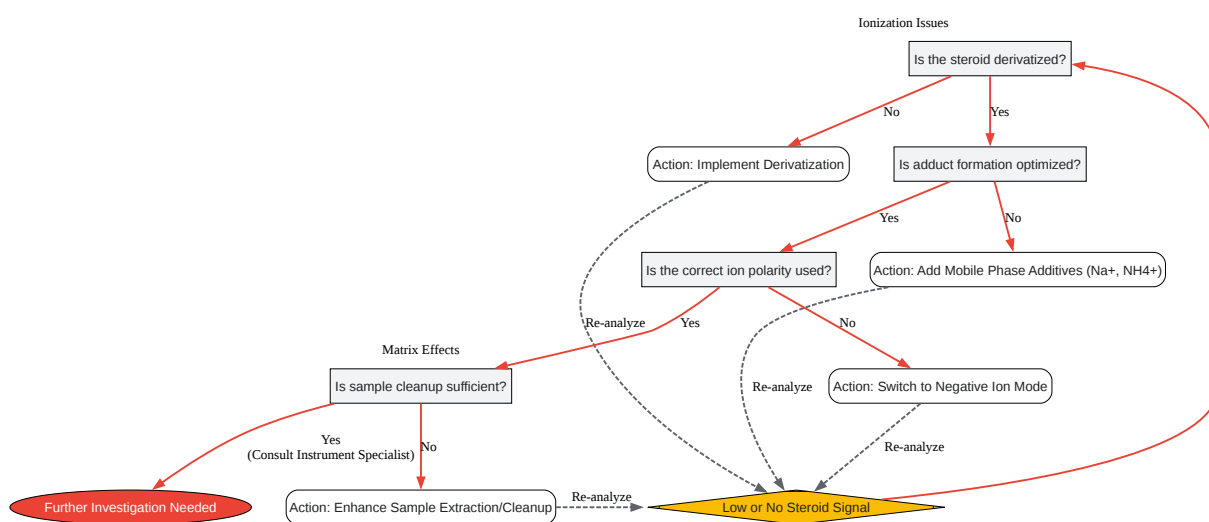 Ionization Issues
Is the steroid derivatized?
No
Yes
Action: Implement Derivatization
Is adduct formation optimized?
Yes
No
Is the correct ion polarity used?
Action: Add Mobile Phase Additives (Na+, NH4+)
Re-analyze
Yes
No
Matrix Effects
Is sample cleanup sufficient?
Re-analyze
Action: Switch to Negative Ion Mode
Yes
(Consult Instrument Specialist)
No
Re-analyze
Further Investigation Needed
Action: Enhance Sample Extraction/Cleanup
Re-analyze
Low or No Steroid Signal